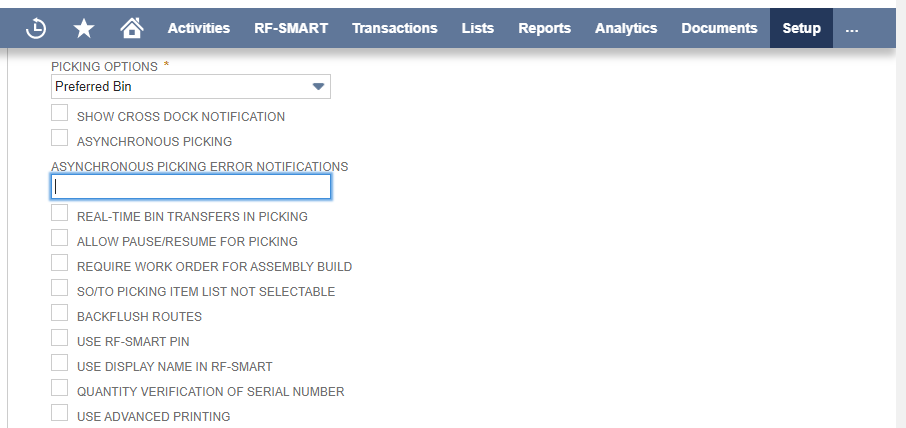 Activities RF-SMART Transactions Lists Reports Analytics Documents Setup ...
PICKING OPTIONS *
Preferred Bin
SHOW CROSS DOCK NOTIFICATION
ASYNCHRONOUS PICKING
ASYNCHRONOUS PICKING ERROR NOTIFICATIONS
REAL-TIME BIN TRANSFERS IN PICKING
ALLOW PAUSE/RESUME FOR PICKING
REQUIRE WORK ORDER FOR ASSEMBLY BUILD
SO/TO PICKING ITEM LIST NOT SELECTABLE
BACKFLUSH ROUTES
USE RF-SMART PIN
USE DISPLAY NAME IN RF-SMART
QUANTITY VERIFICATION OF SERIAL NUMBER
USE ADVANCED PRINTING